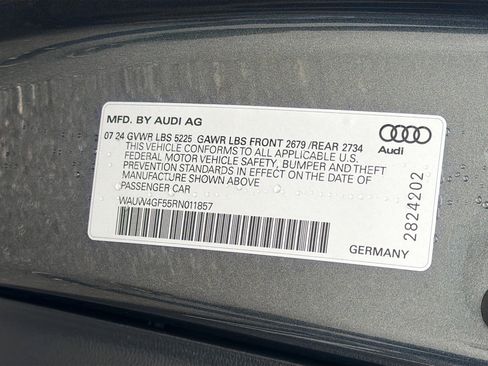 MFD. BY AUDI AG
07 24 GVWR LBS 5225 GAWR LBS FRONT 2679 /REAR 2734
THIS VEHICLE CONFORMS TO ALL APPLICABLE U.S.
FEDERAL MOTOR VEHICLE SAFETY, BUMPER AND THEFT
PREVENTION STANDARDS IN EFFECT ON THE DATE OF
MANUFACTURE SHOWN ABOVE
PASSENGER CAR
WAUW4GF55RN011857
Audi
2824202
GERMANY